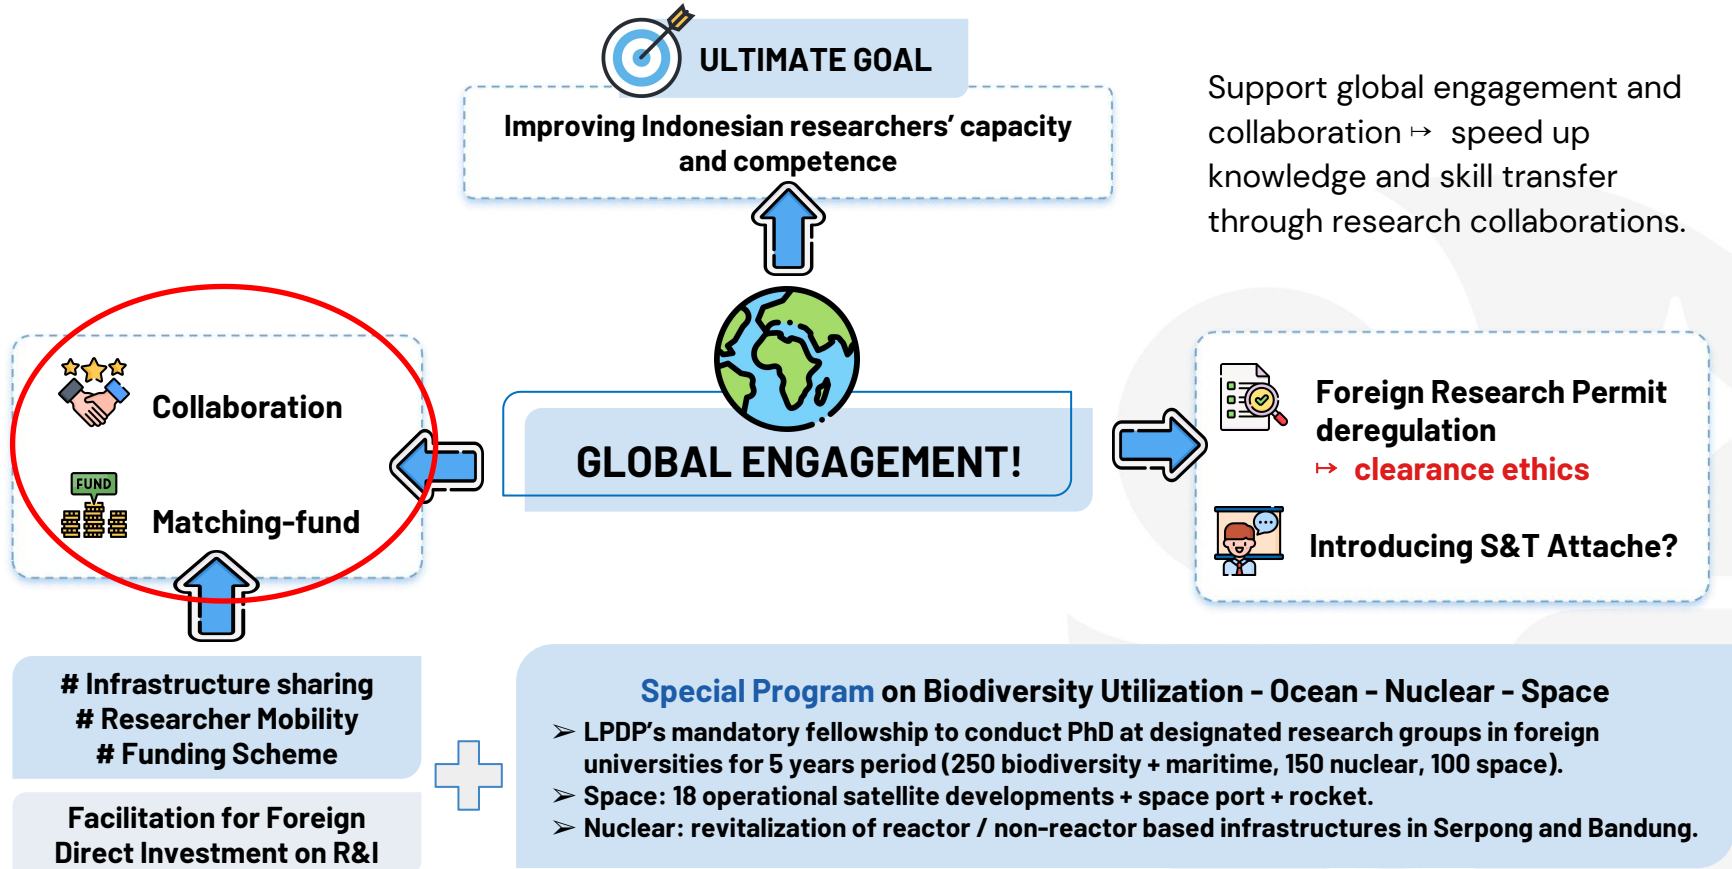 ULTIMATE GOAL
Improving Indonesian researchers’ capacity
and competence
Support global engagement and
collaboration ↦ speed up
knowledge and skill transfer
through research collaborations.
Collaboration
FUND
Matching-fund
GLOBAL ENGAGEMENT!
Foreign Research Permit
deregulation
↦ clearance ethics
Introducing S&T Attache?
# Infrastructure sharing
# Researcher Mobility
# Funding Scheme
Facilitation for Foreign
Direct Investment on R&I
Special Program on Biodiversity Utilization - Ocean - Nuclear - Space
➢ LPDP’s mandatory fellowship to conduct PhD at designated research groups in foreign
universities for 5 years period (250 biodiversity + maritime, 150 nuclear, 100 space).
➢ Space: 18 operational satellite developments + space port + rocket.
➢ Nuclear: revitalization of reactor / non-reactor based infrastructures in Serpong and Bandung.